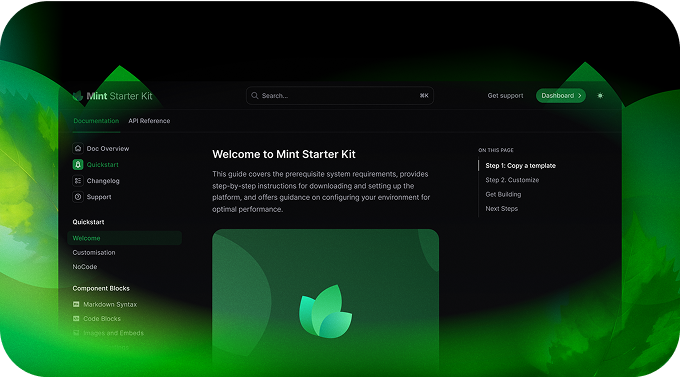 Mint Starter Kit
Search...
⌘K
Get support
Dashboard
Documentation
API Reference
Doc Overview
Quickstart
Changelog
Support
Quickstart
Welcome
Customisation
NoCode
Component Blocks
Markdown Syntax
Code Blocks
Images and Embeds
Welcome to Mint Starter Kit
This guide covers the prerequisite system requirements, provides
step-by-step instructions for downloading and setting up the
platform, and offers guidance on configuring your environment for
optimal performance.
ON THIS PAGE
Step 1: Copy a template
Step 2. Customize
Get Building
Next Steps